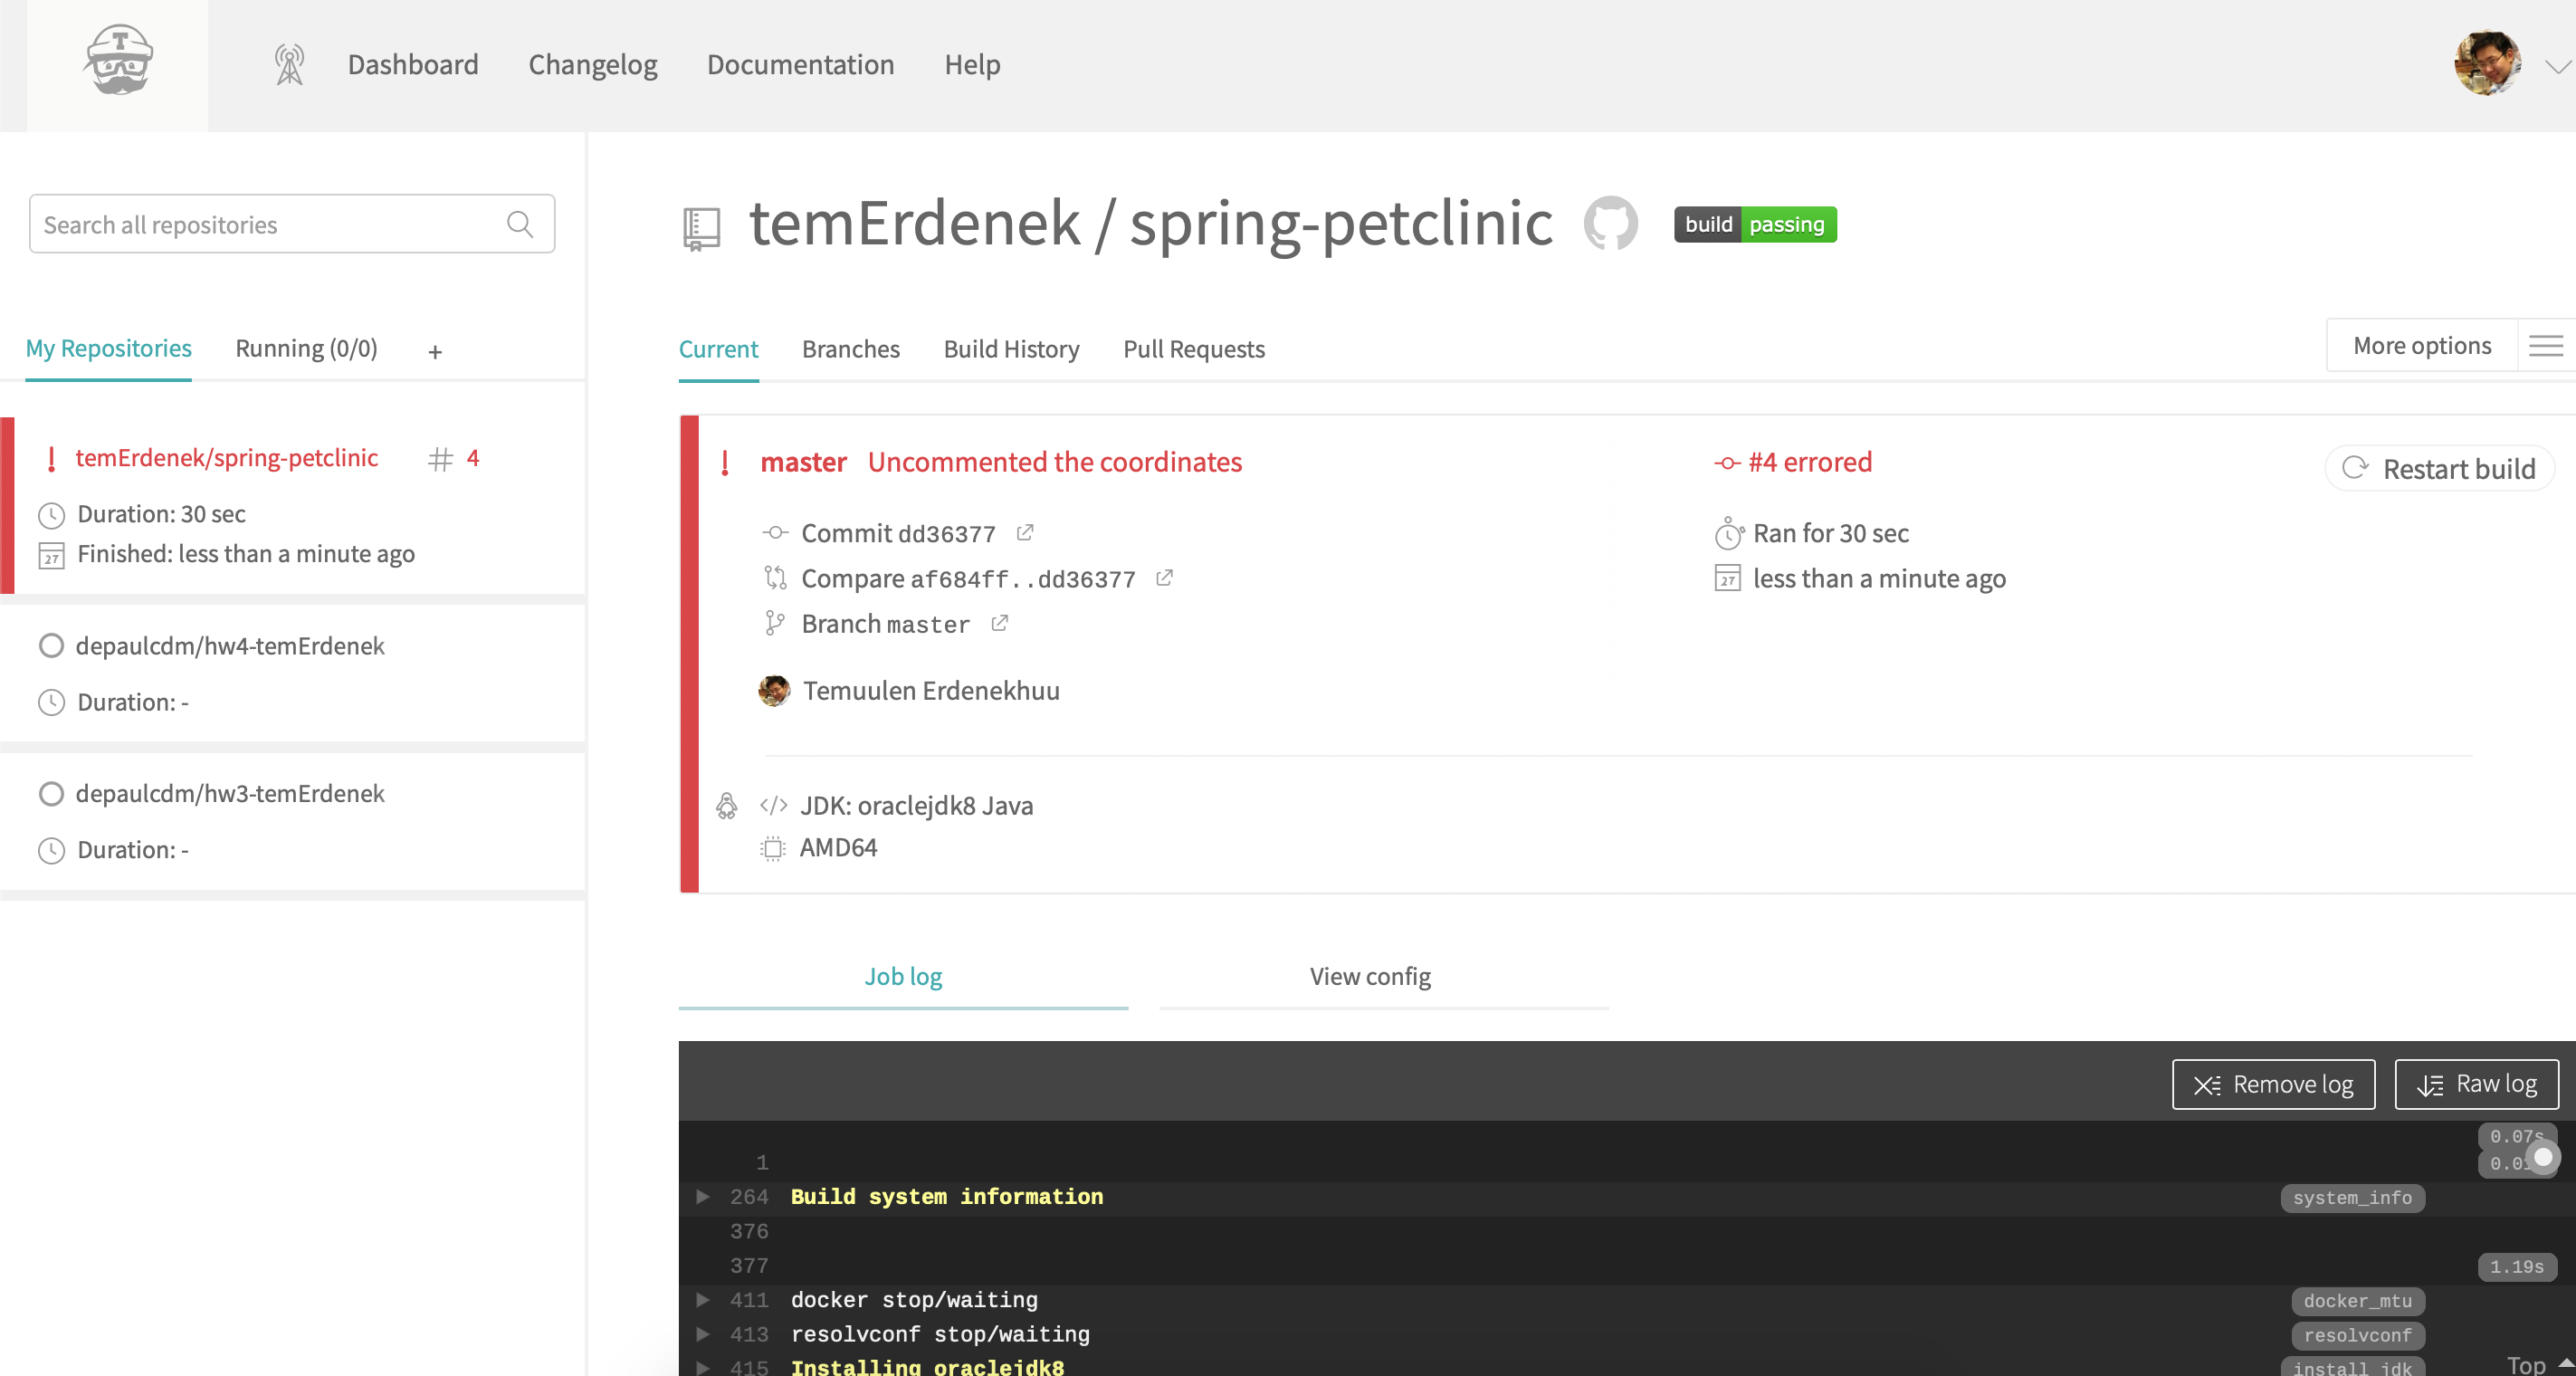 Dashboard Changelog Documentation Help
Search all repositories
My Repositories Running (0/0) +
temErdenek/spring-petclinic # 4
Duration: 30 sec
Finished: less than a minute ago
depaulcdm/hw4-temErdenek
Duration: -
depaulcdm/hw3-temErdenek
Duration: -
temErdenek / spring-petclinic build passing
Current Branches Build History Pull Requests More options
! master Uncommented the coordinates
Commit dd36377
Compare af684ff..dd36377
Branch master
Temuulen Erdenekhuu
#4 errored
Ran for 30 sec
less than a minute ago
Restart build
</> JDK: oraclejdk8 Java
AMD64
Job log View config
Remove log Raw log
0.07s
1
264 Build system information system_info
376
377 1.19s
411 docker stop/waiting docker_mtu
413 resolvconf stop/waiting resolvconf
415 Installing oraclejdk8 install_jdk
Top